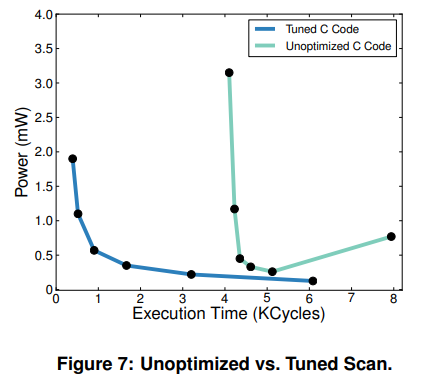 4.0
3.5
3.0
2.5
2.0
1.5
1.0
0.5
0
Power (mW)
Tuned C Code
Unoptimized C Code
0 1 2 3 4 5 6 7 8
Execution Time (KCycles)
Figure 7: Unoptimized vs. Tuned Scan.